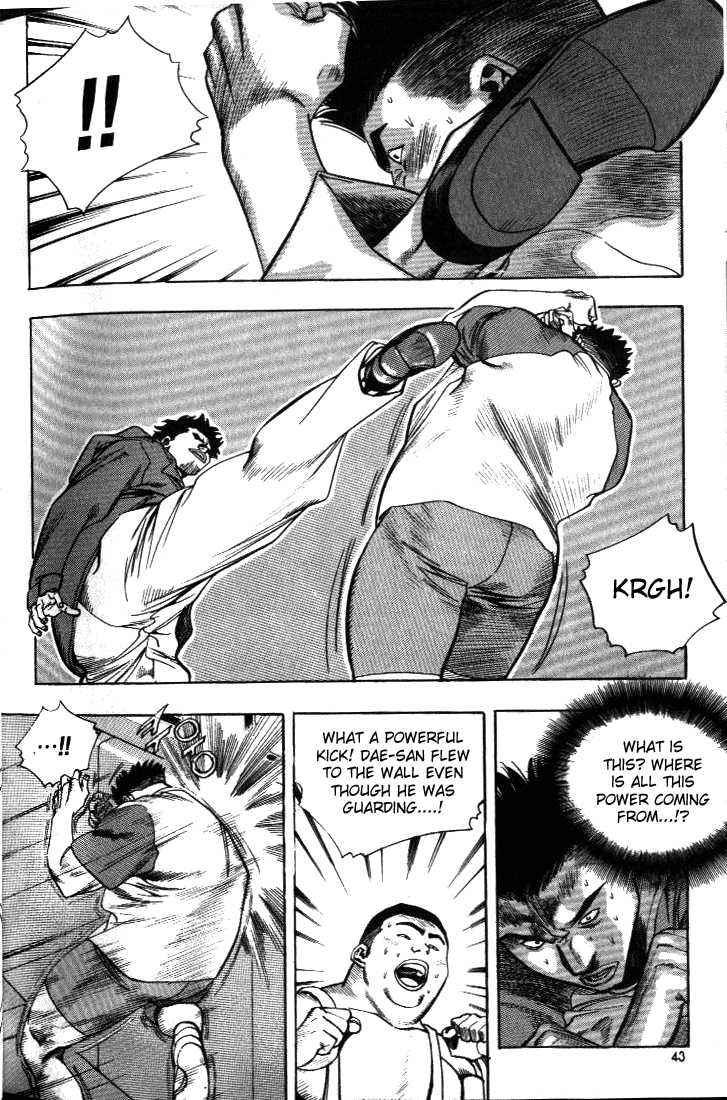 !!
KRGH!
...!!
WHAT A POWERFUL
KICK! DAE-SAN FLEW
TO THE WALL EVEN
THOUGH HE WAS
GUARDING....!
WHAT IS
THIS? WHERE
IS ALL THIS
POWER COMING
FROM...!?
43